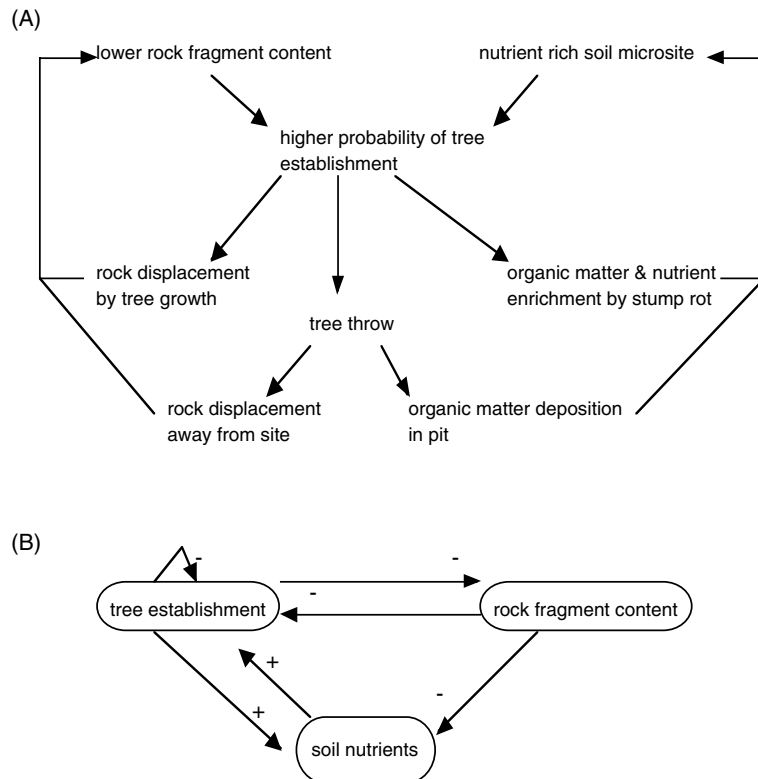 (A)
lower rock fragment content
nutrient rich soil microsite
higher probability of tree
establishment
rock displacement
by tree growth
organic matter & nutrient
enrichment by stump rot
tree throw
rock displacement
away from site
organic matter deposition
in pit
(B)
-
-
-
tree establishment
rock fragment content
+
-
+
soil nutrients